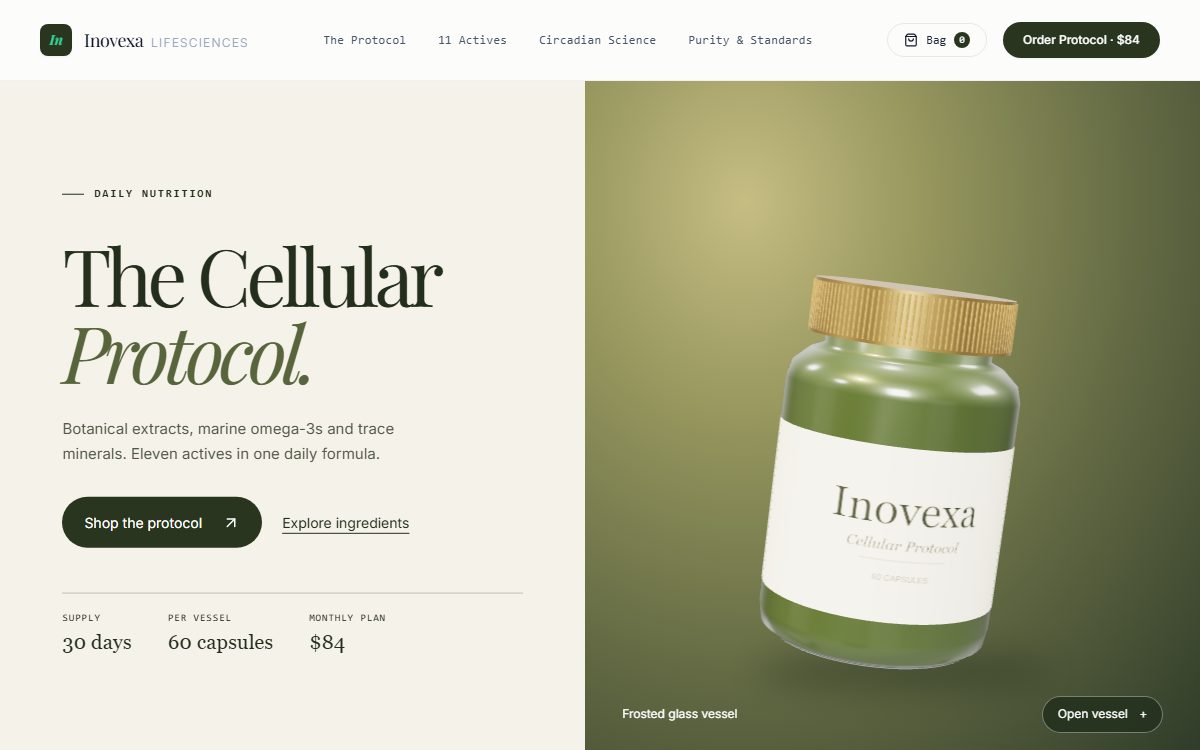 In
Inovexa LIFESCIENCES
The Protocol
11 Actives
Circadian Science
Purity & Standards
Bag 0
Order Protocol · $84
DAILY NUTRITION
The Cellular
Protocol.
Botanical extracts, marine omega-3s and trace
minerals. Eleven actives in one daily formula.
Shop the protocol
Explore ingredients
SUPPLY
30 days
PER VESSEL
60 capsules
MONTHLY PLAN
$84
Inovexa
Cellular Protocol
60 CAPSULES
Frosted glass vessel
Open vessel +